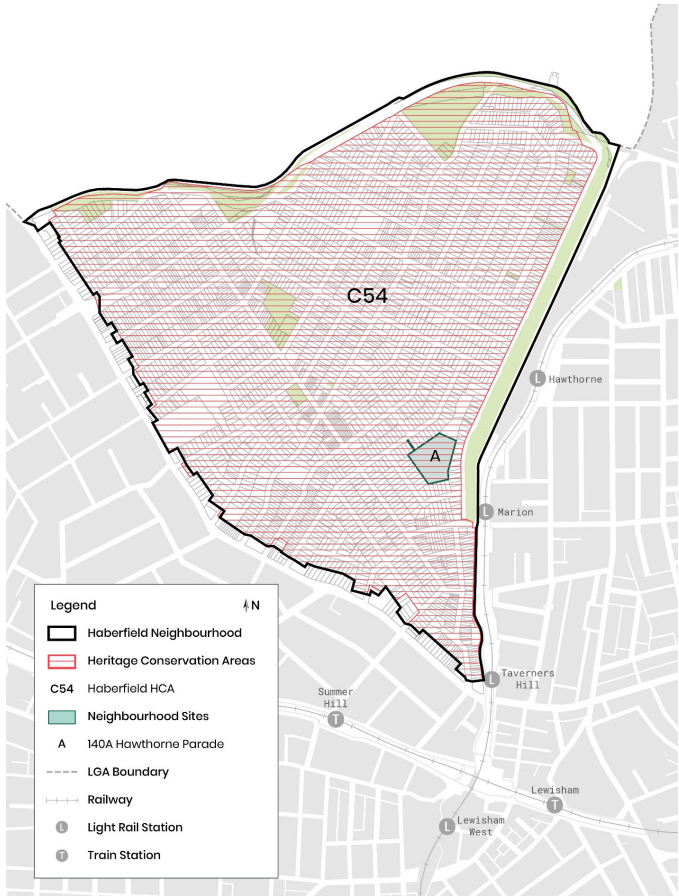 C54
L Hawthorne
A
L Marion
Legend
N
Haberfield Neighbourhood
Heritage Conservation Areas
C54 Haberfield HCA
Neighbourhood Sites
A 140A Hawthorne Parade
LGA Boundary
Railway
L Light Rail Station
T Train Station
L Taverners
Hill
Summer
Hill
T
Lewisham
T
L Lewisham
West